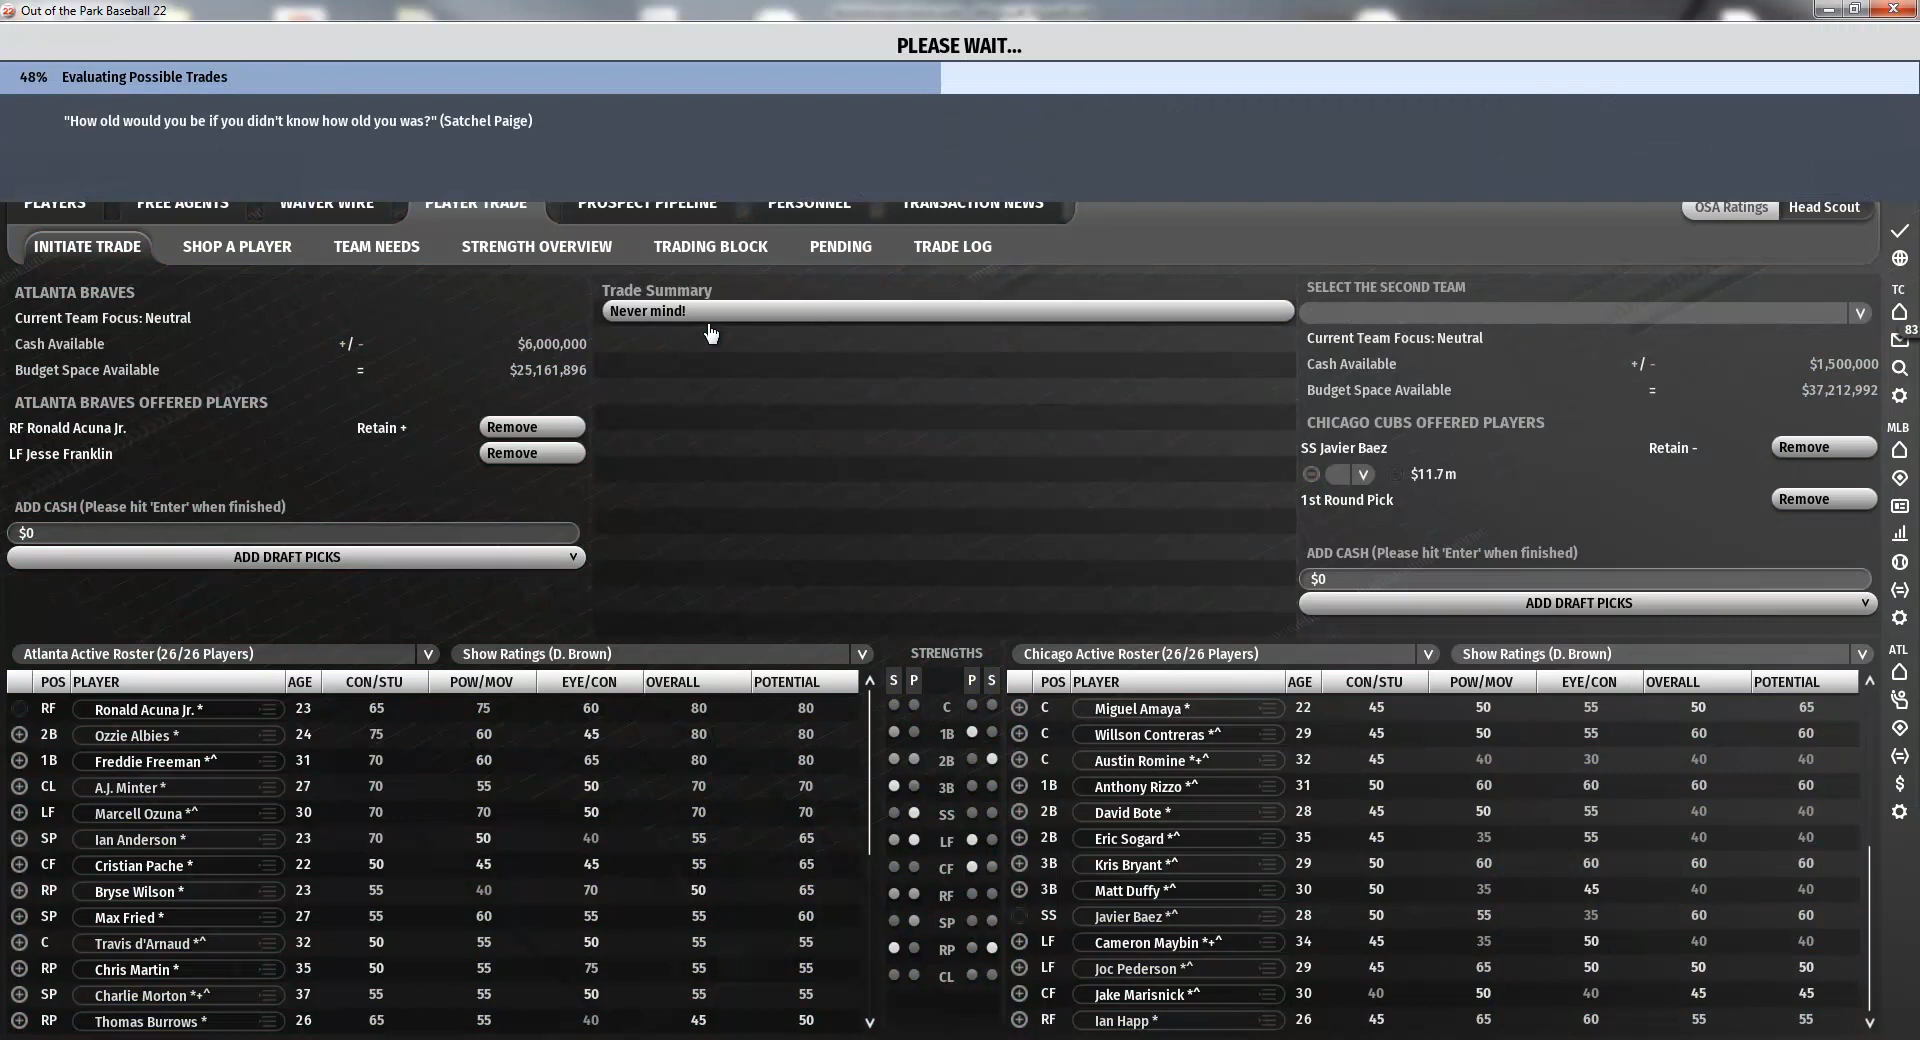 Out of the Park Baseball 22
PLEASE WAIT...
48% Evaluating Possible Trades
"How old would you be if you didn't know how old you was?" (Satchel Paige)
PLAYERS FREE AGENTS WAIVER WIRE PLAYER TRADE PROSPECT PIPELINE PERSONNEL TRANSACTION NEWS OSA Ratings Head Scout
INITIATE TRADE SHOP A PLAYER TEAM NEEDS STRENGTH OVERVIEW TRADING BLOCK PENDING TRADE LOG
ATLANTA BRAVES
Current Team Focus: Neutral
Cash Available +/ - $6,000,000
Budget Space Available = $25,161,896
ATLANTA BRAVES OFFERED PLAYERS
RF Ronald Acuna Jr. Retain + Remove
LF Jesse Franklin Remove
ADD CASH (Please hit 'Enter' when finished)
$0
ADD DRAFT PICKS
Trade Summary
Never mind!
SELECT THE SECOND TEAM
Current Team Focus: Neutral
Cash Available +/ - $1,500,000
Budget Space Available = $37,212,992
CHICAGO CUBS OFFERED PLAYERS
SS Javier Baez Retain - Remove
$11.7m
1st Round Pick Remove
ADD CASH (Please hit 'Enter' when finished)
$0
ADD DRAFT PICKS
TC
83
MLB
ATL
Atlanta Active Roster (26/26 Players) Show Ratings (D. Brown)
POS PLAYER AGE CON/STU POW/MOV EYE/CON OVERALL POTENTIAL
RF Ronald Acuna Jr. * 23 65 75 60 80 80
2B Ozzie Albies * 24 75 60 45 80 80
1B Freddie Freeman *^ 31 70 60 65 80 80
CL A.J. Minter * 27 70 55 50 70 70
LF Marcell Ozuna *^ 30 70 70 50 70 70
SP Ian Anderson * 23 70 50 40 55 65
CF Cristian Pache * 22 50 45 45 55 65
RP Bryse Wilson * 23 55 40 70 50 65
SP Max Fried * 27 55 60 55 55 60
C Travis d'Arnaud *^ 32 50 55 50 55 55
RP Chris Martin * 35 50 55 75 55 55
SP Charlie Morton *+^ 37 55 55 50 55 55
RP Thomas Burrows * 26 65 55 40 45 50
STRENGTHS
S P P S
C
1B
2B
3B
SS
LF
CF
RF
SP
RP
CL
Chicago Active Roster (26/26 Players) Show Ratings (D. Brown)
POS PLAYER AGE CON/STU POW/MOV EYE/CON OVERALL POTENTIAL
C Miguel Amaya * 22 45 50 55 50 65
C Willson Contreras *^ 29 45 50 55 60 60
C Austin Romine *+^ 32 45 40 30 40 40
1B Anthony Rizzo *^ 31 45 60 60 60 60
2B David Bote * 28 45 50 55 40 40
2B Eric Sogard *^ 35 45 35 55 40 40
3B Kris Bryant *^ 29 50 60 60 60 60
3B Matt Duffy *^ 30 50 35 45 40 40
SS Javier Baez *^ 28 50 55 35 60 60
LF Cameron Maybin *+^ 34 45 35 50 40 40
LF Joc Pederson *^ 29 45 65 50 50 50
CF Jake Marisnick *^ 30 40 50 40 45 45
RF Ian Happ * 26 45 65 60 55 55